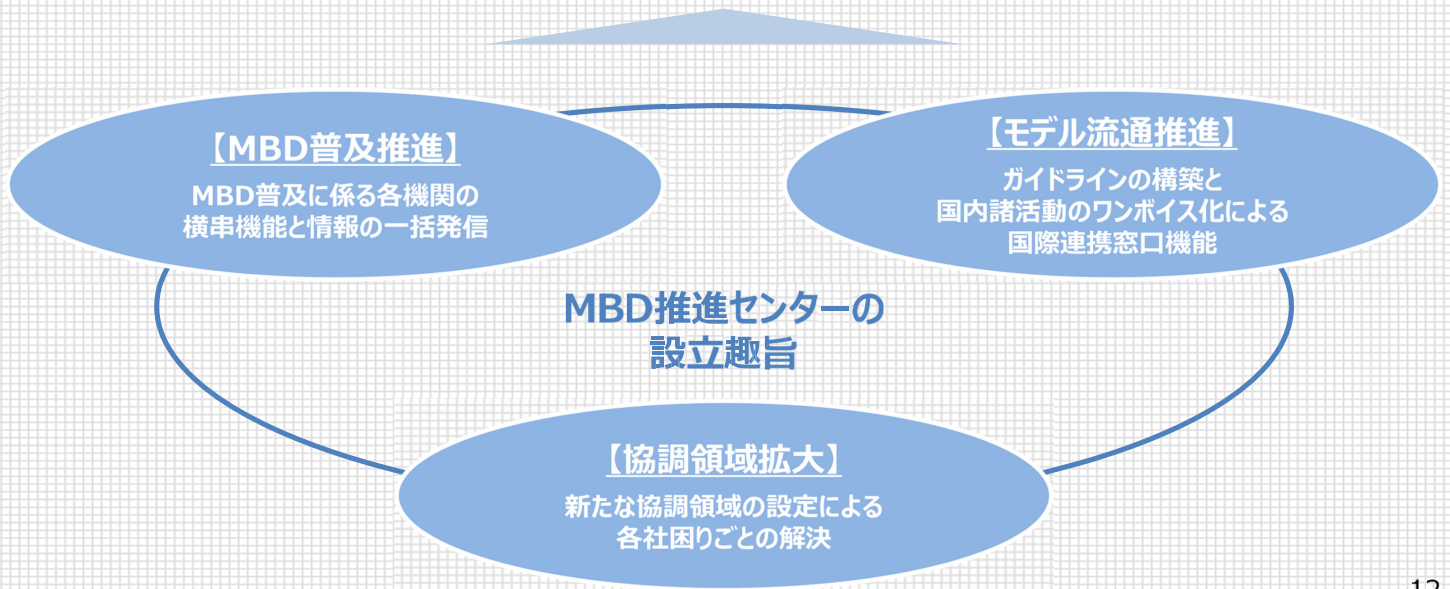 【MBD普及推進】
MBD普及に係る各機関の
横串機能と情報の一括発信
【モデル流通推進】
ガイドラインの構築と
国内諸活動のワンボイス化による
国際連携窓口機能
MBD推進センターの
設立趣旨
【協調領域拡大】
新たな協調領域の設定による
各社困りごとの解決
12